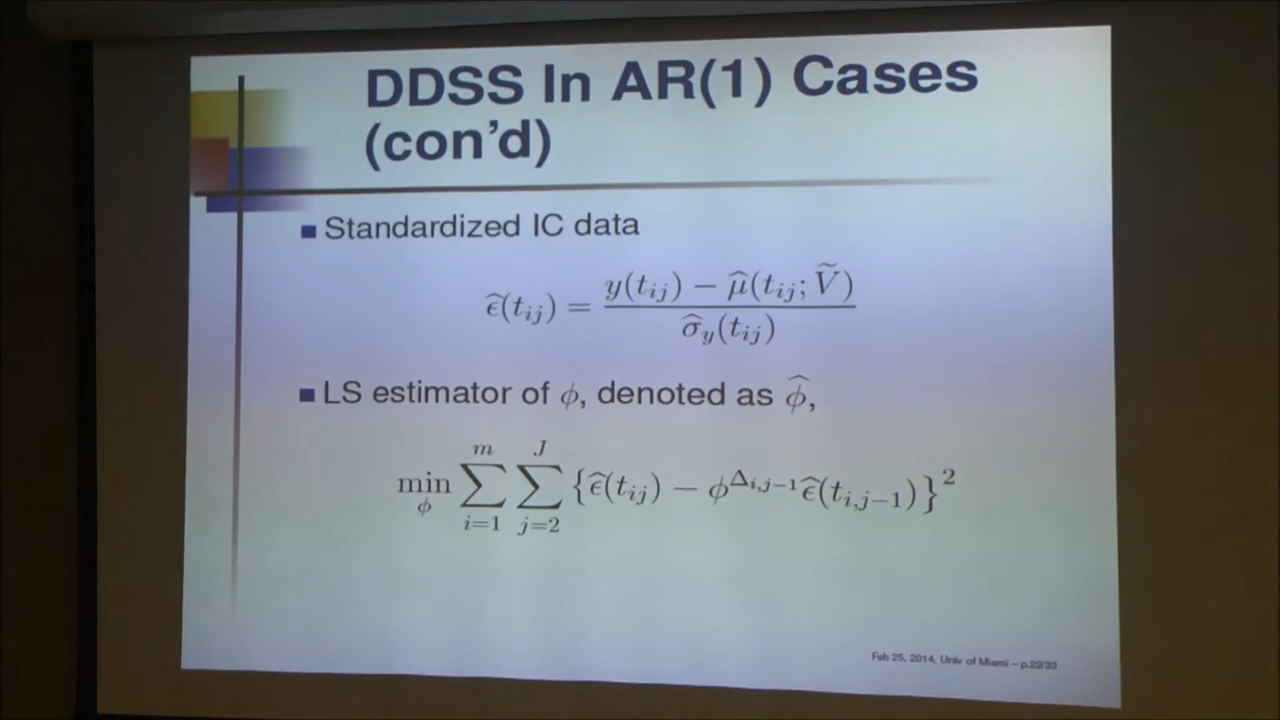 DDSS In AR(1) Cases
(con'd)
Standardized IC data
$\widehat{\epsilon}(t_{ij}) = \frac{y(t_{ij}) - \widehat{\mu}(t_{ij}; \widetilde{V})}{\widehat{\sigma}_y(t_{ij})}$
LS estimator of $\phi$, denoted as $\widehat{\phi}$,
$\min_{\phi} \sum_{i=1}^{m} \sum_{j=2}^{J} \{\widehat{\epsilon}(t_{ij}) - \phi^{\Delta_{i,j-1}} \widehat{\epsilon}(t_{i,j-1})\}^2$
Feb 25, 2014, Univ of Miami – p.22/33